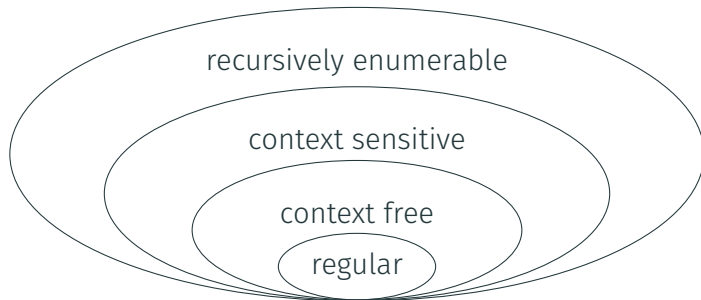 recursively enumerable
context sensitive
context free
regular